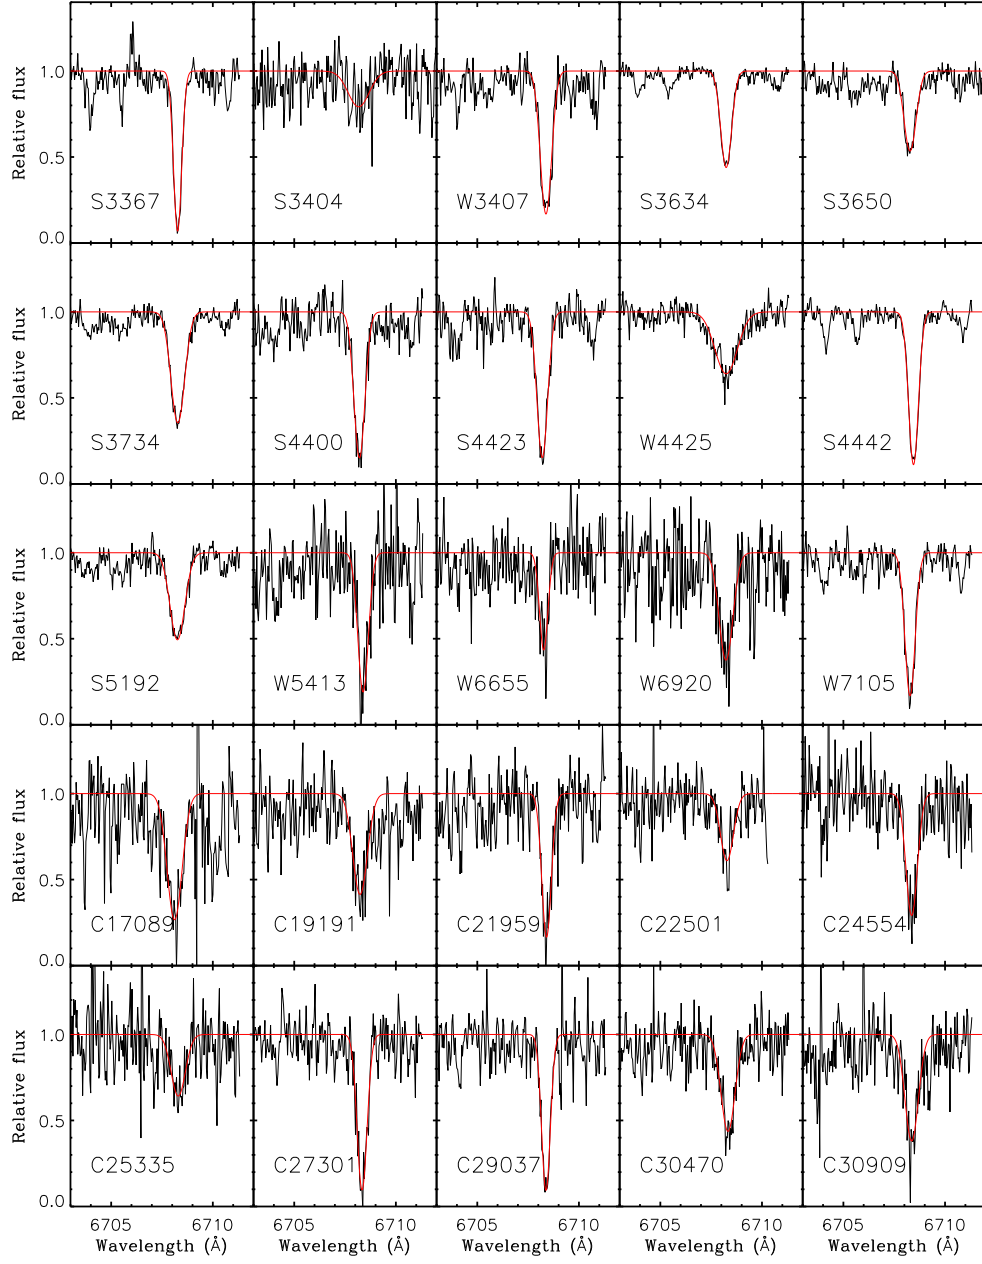 Relative flux 1.0 0.5 0.0 S3367 S3404 W3407 S3634 S3650
Relative flux 1.0 0.5 0.0 S3734 S4400 S4423 W4425 S4442
Relative flux 1.0 0.5 0.0 S5192 W5413 W6655 W6920 W7105
Relative flux 1.0 0.5 0.0 C17089 C19191 C21959 C22501 C24554
Relative flux 1.0 0.5 0.0 C25335 C27301 C29037 C30470 C30909
6705 6710 6705 6710 6705 6710 6705 6710 6705 6710
Wavelength (Å) Wavelength (Å) Wavelength (Å) Wavelength (Å) Wavelength (Å)